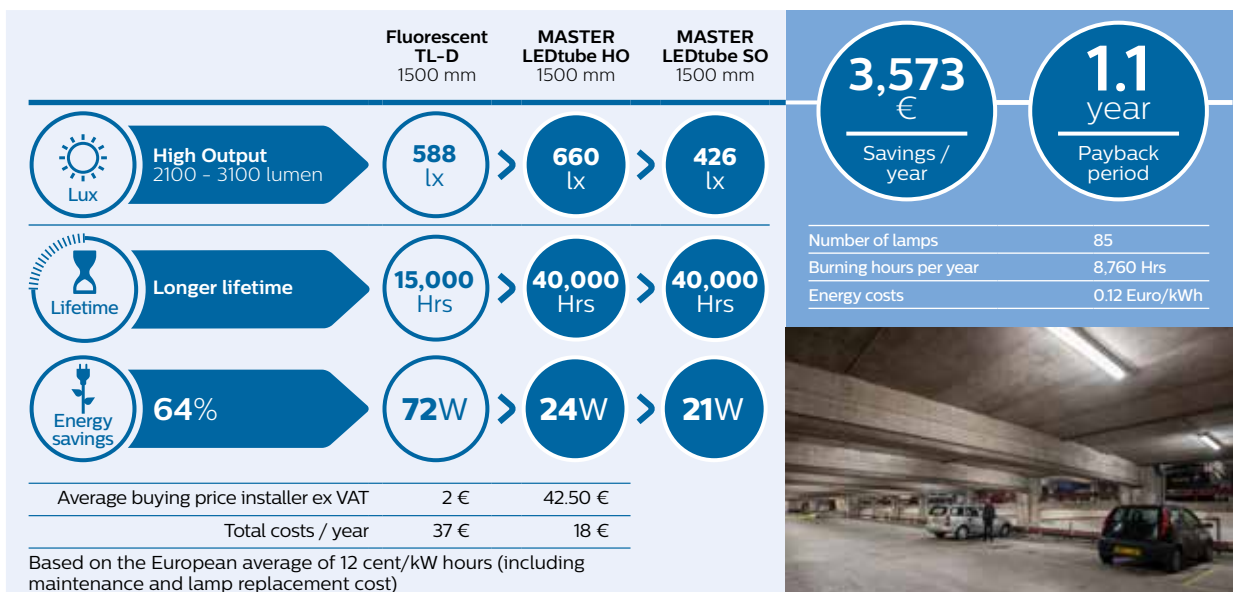 Fluorescent
TL-D
1500 mm
MASTER
LEDtube HO
1500 mm
MASTER
LEDtube SO
1500 mm
Lux
High Output
2100 - 3100 lumen
588
lx
>
660
lx
>
426
lx
Lifetime
Longer lifetime
15,000
Hrs
>
40,000
Hrs
>
40,000
Hrs
Energy
savings
64%
72W
>
24W
>
21W
Average buying price installer ex VAT 2 € 42.50 €
Total costs / year 37 € 18 €
Based on the European average of 12 cent/kW hours (including
maintenance and lamp replacement cost)
3,573
€
Savings /
year
1.1
year
Payback
period
Number of lamps 85
Burning hours per year 8,760 Hrs
Energy costs 0.12 Euro/kWh